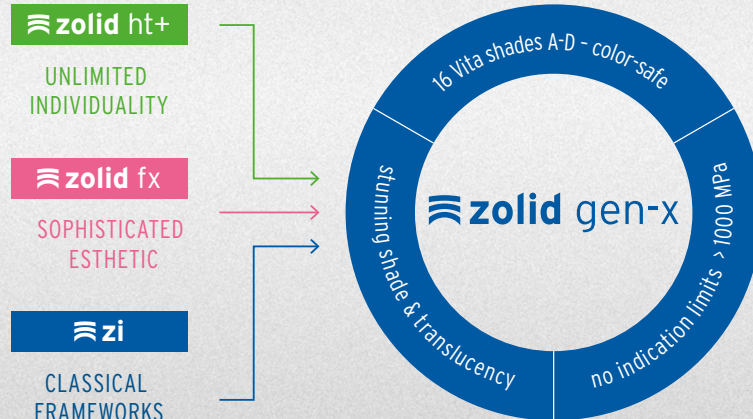 zolid ht+
UNLIMITED
INDIVIDUALITY
zolid fx
SOPHISTICATED
ESTHETIC
zi
CLASSICAL
FRAMEWORKS
16 Vita shades A-D – color-safe
stunning shade & translucency
no indication limits > 1000 MPa
zolid gen-x